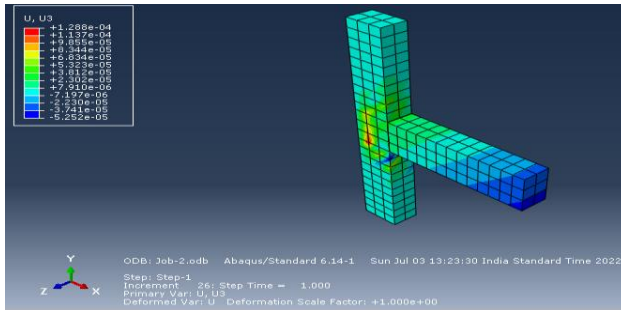 U, U3
+1.288e-04
+1.137e-04
+9.855e-05
+8.344e-05
+6.834e-05
+5.323e-05
+3.812e-05
+2.302e-05
+7.910e-06
-7.197e-06
-2.230e-05
-3.741e-05
-5.252e-05
Y
Z
X
ODB: Job-2.odb Abaqus/Standard 6.14-1 Sun Jul 03 13:23:30 India Standard Time 2022
Step: Step-1
Increment 26: Step Time = 1.000
Primary Var: U, U3
Deformed Var: U Deformation Scale Factor: +1.000e+00